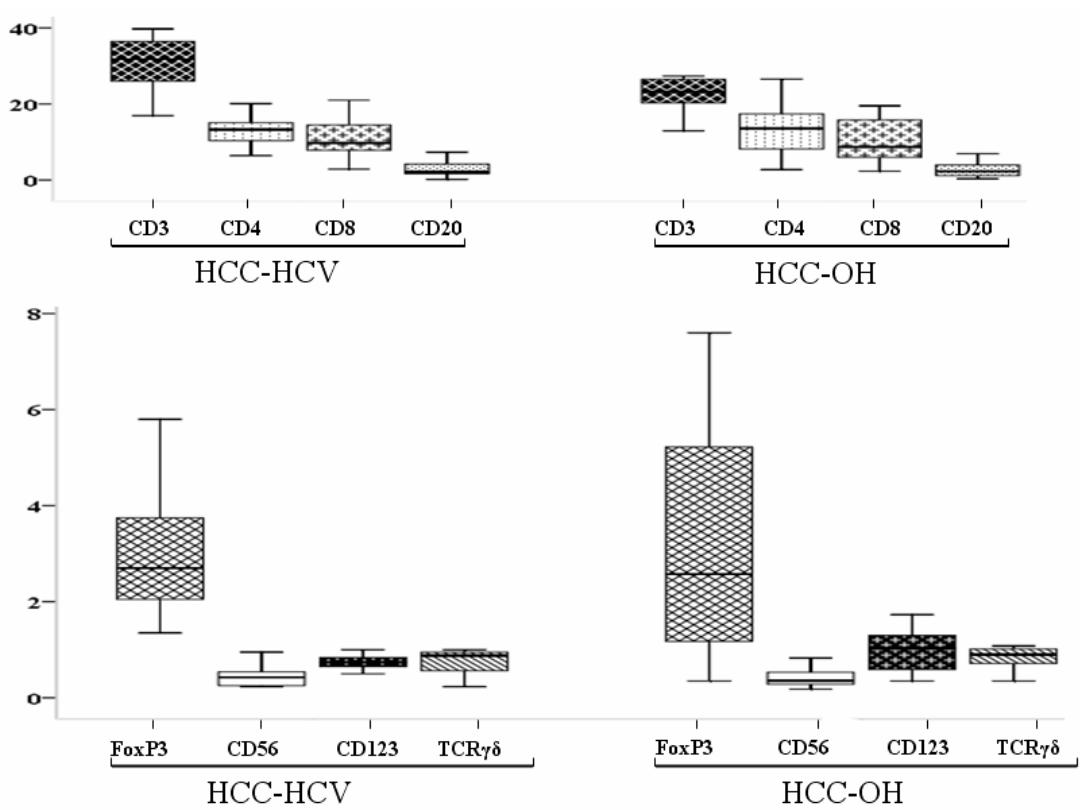 40
20
0
CD3 CD4 CD8 CD20 CD3 CD4 CD8 CD20
HCC-HCV HCC-OH
8
6
4
2
0
FoxP3 CD56 CD123 TCRγδ FoxP3 CD56 CD123 TCRγδ
HCC-HCV HCC-OH